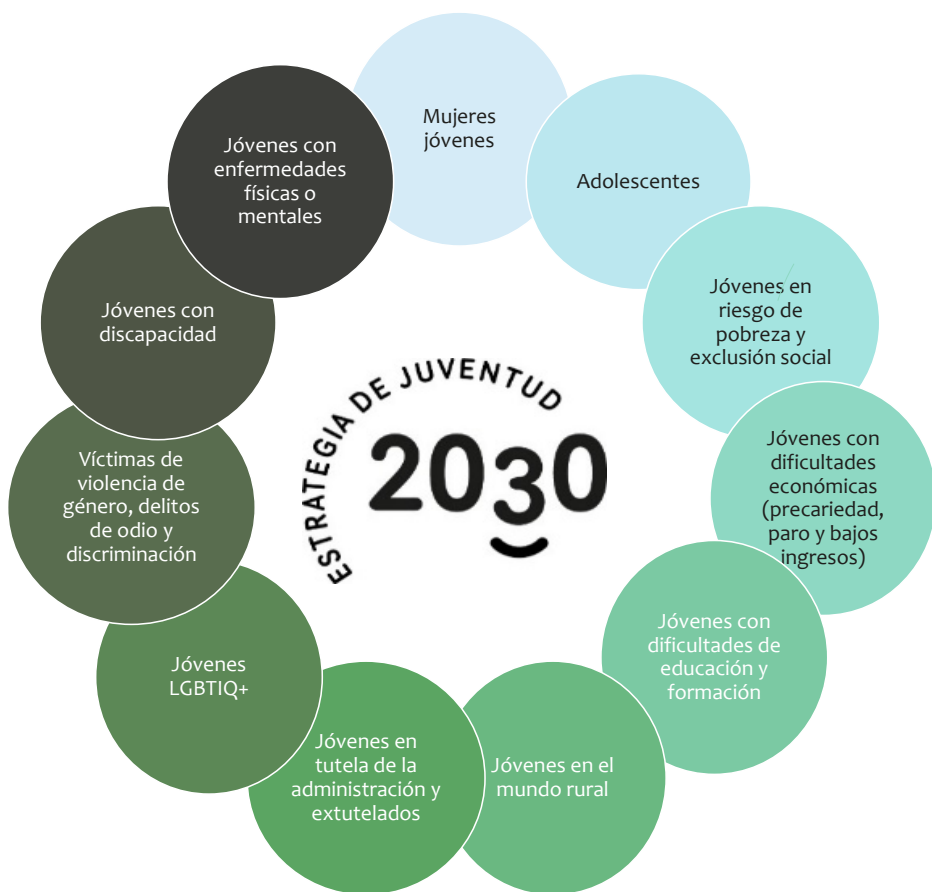 Mujeres
jóvenes
Adolescentes
Jóvenes en
riesgo de
pobreza y
exclusión social
Jóvenes con
dificultades
económicas
(precariedad,
paro y bajos
ingresos)
Jóvenes con
dificultades de
educación y
formación
Jóvenes en el
mundo rural
Jóvenes en
tutela de la
administración y
extutelados
Jóvenes
LGBTIQ+
Víctimas de
violencia de
género, delitos
de odio y
discriminación
Jóvenes con
discapacidad
Jóvenes con
enfermedades
físicas o
mentales
ESTRATEGIA DE JUVENTUD
2030